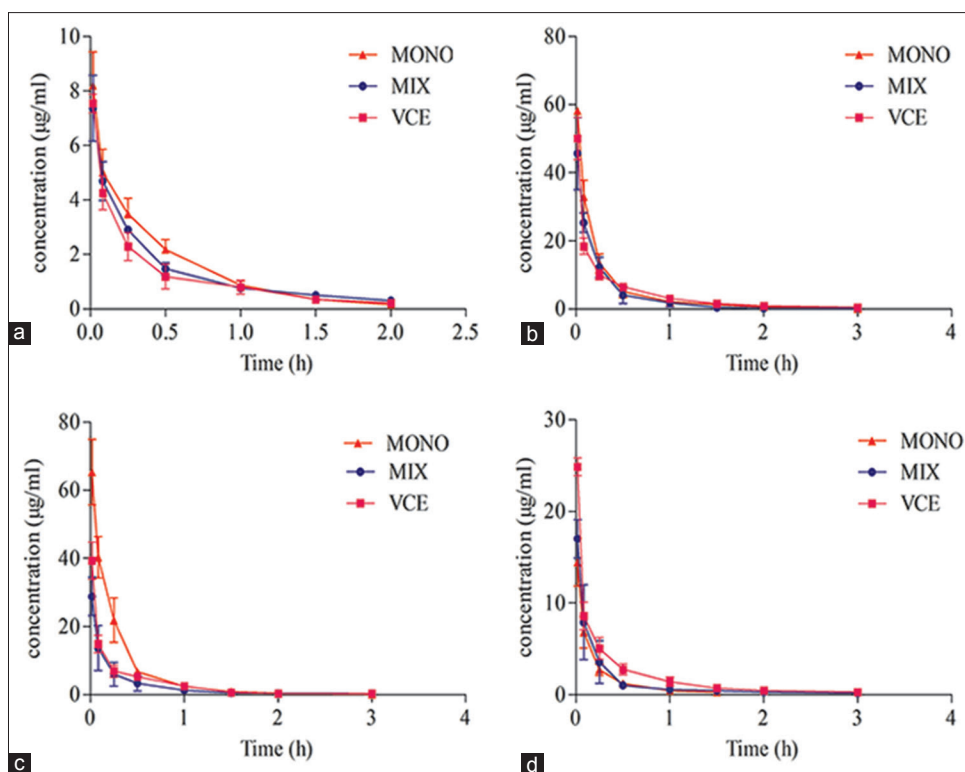 10
8
6
4
2
0
concentration (µg/ml)
0.0 0.5 1.0 1.5 2.0 2.5
Time (h)
MONO
MIX
VCE
a
80
60
40
20
0
concentration (µg/ml)
0 1 2 3 4
Time (h)
MONO
MIX
VCE
b
80
60
40
20
0
concentration (µg/ml)
0 1 2 3 4
Time (h)
MONO
MIX
VCE
c
30
20
10
0
concentration (µg/ml)
0 1 2 3 4
Time (h)
MONO
MIX
VCE
d